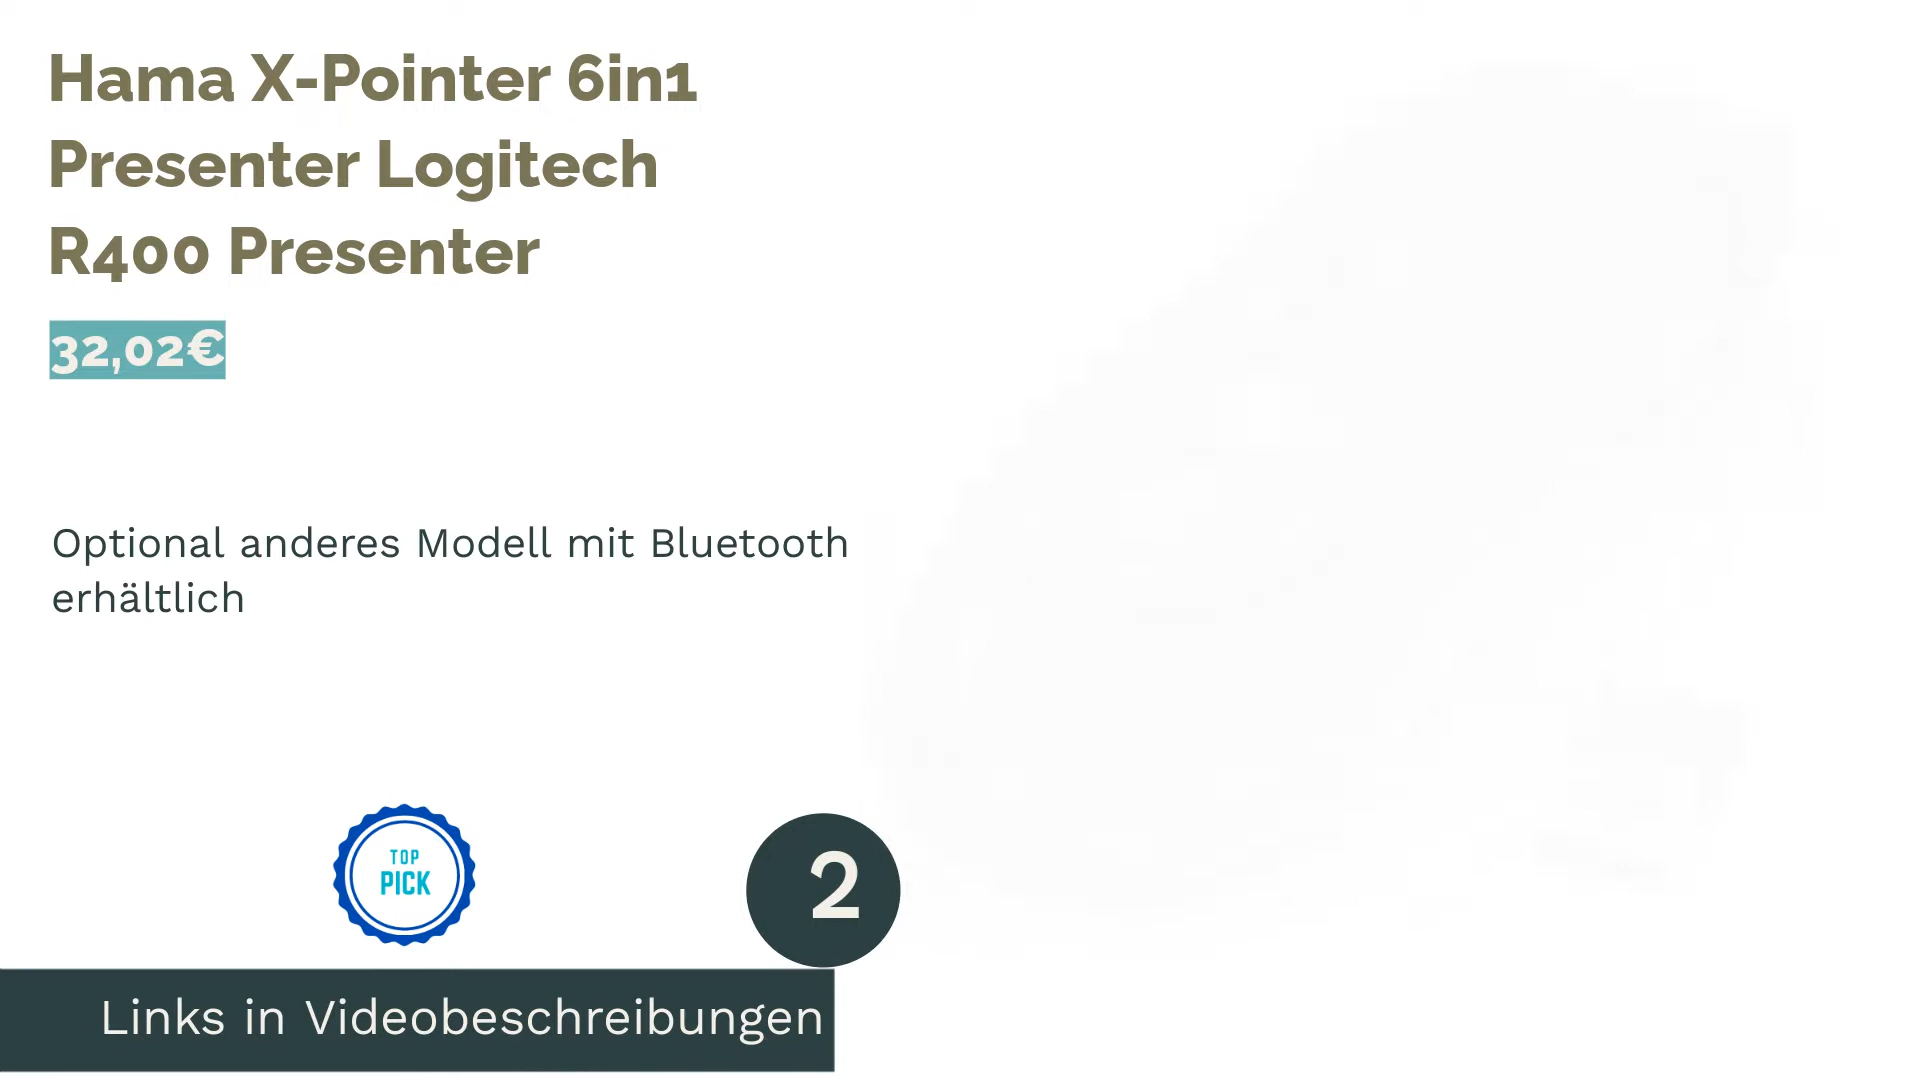 Hama X-Pointer 6in1
Presenter Logitech
R400 Presenter
32,02€
Optional anderes Modell mit Bluetooth
erhältlich
TOP
PICK
2
Links in Videobeschreibungen